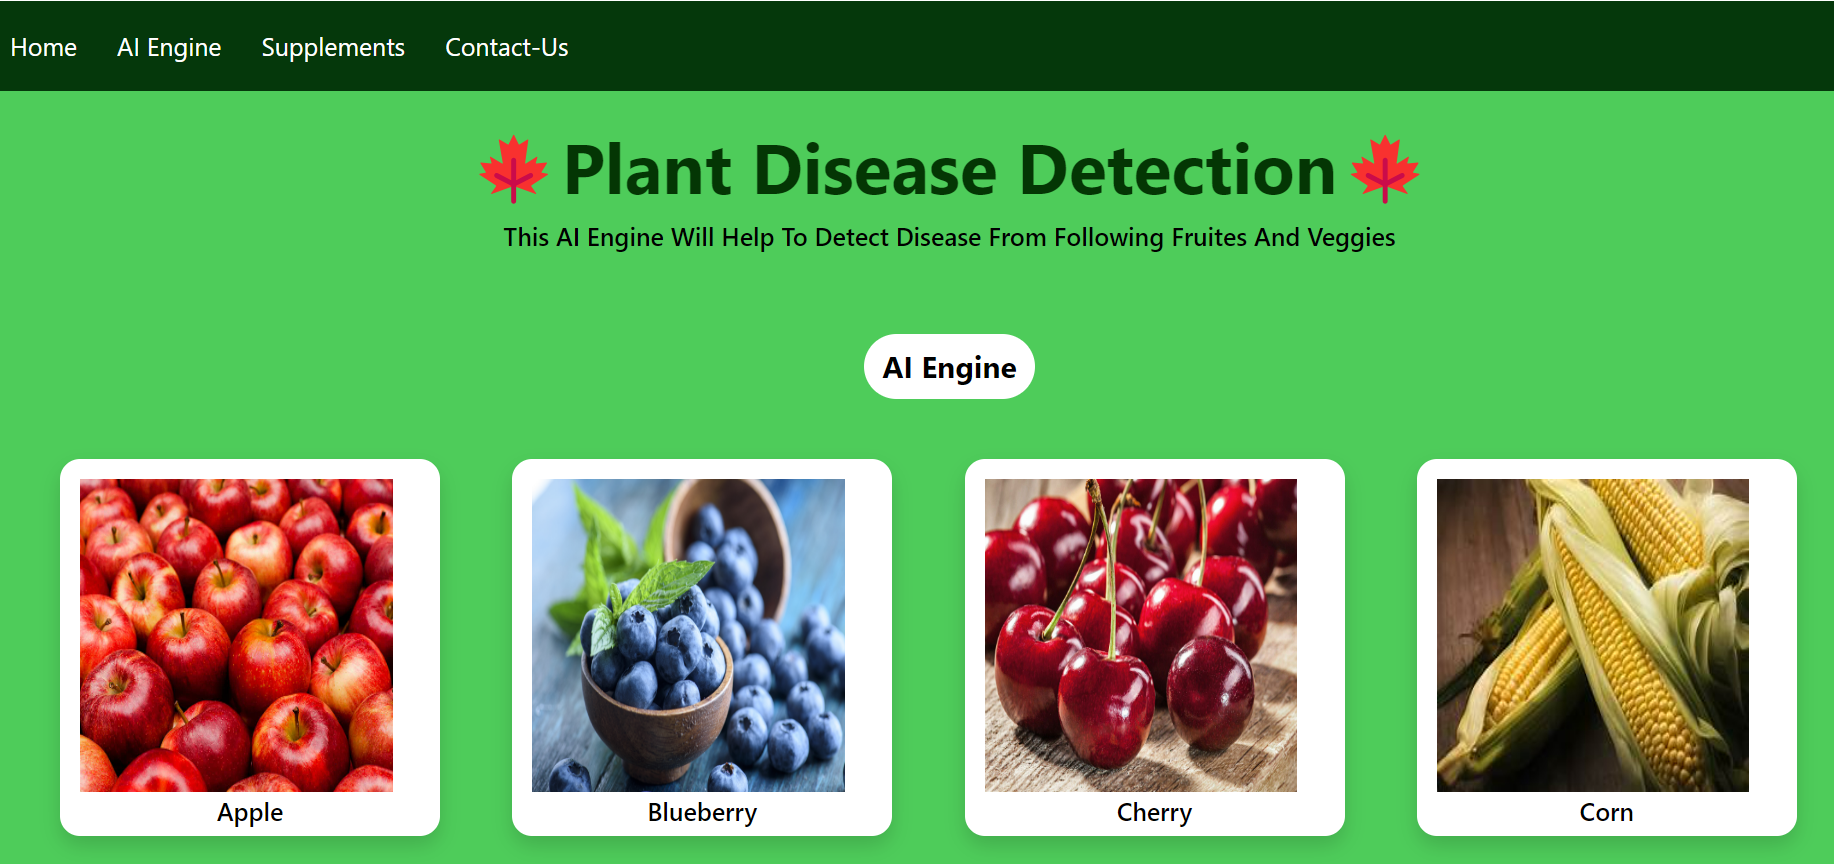 Home AI Engine Supplements Contact-Us
Plant Disease Detection
This AI Engine Will Help To Detect Disease From Following Fruites And Veggies
AI Engine
Apple Blueberry Cherry Corn